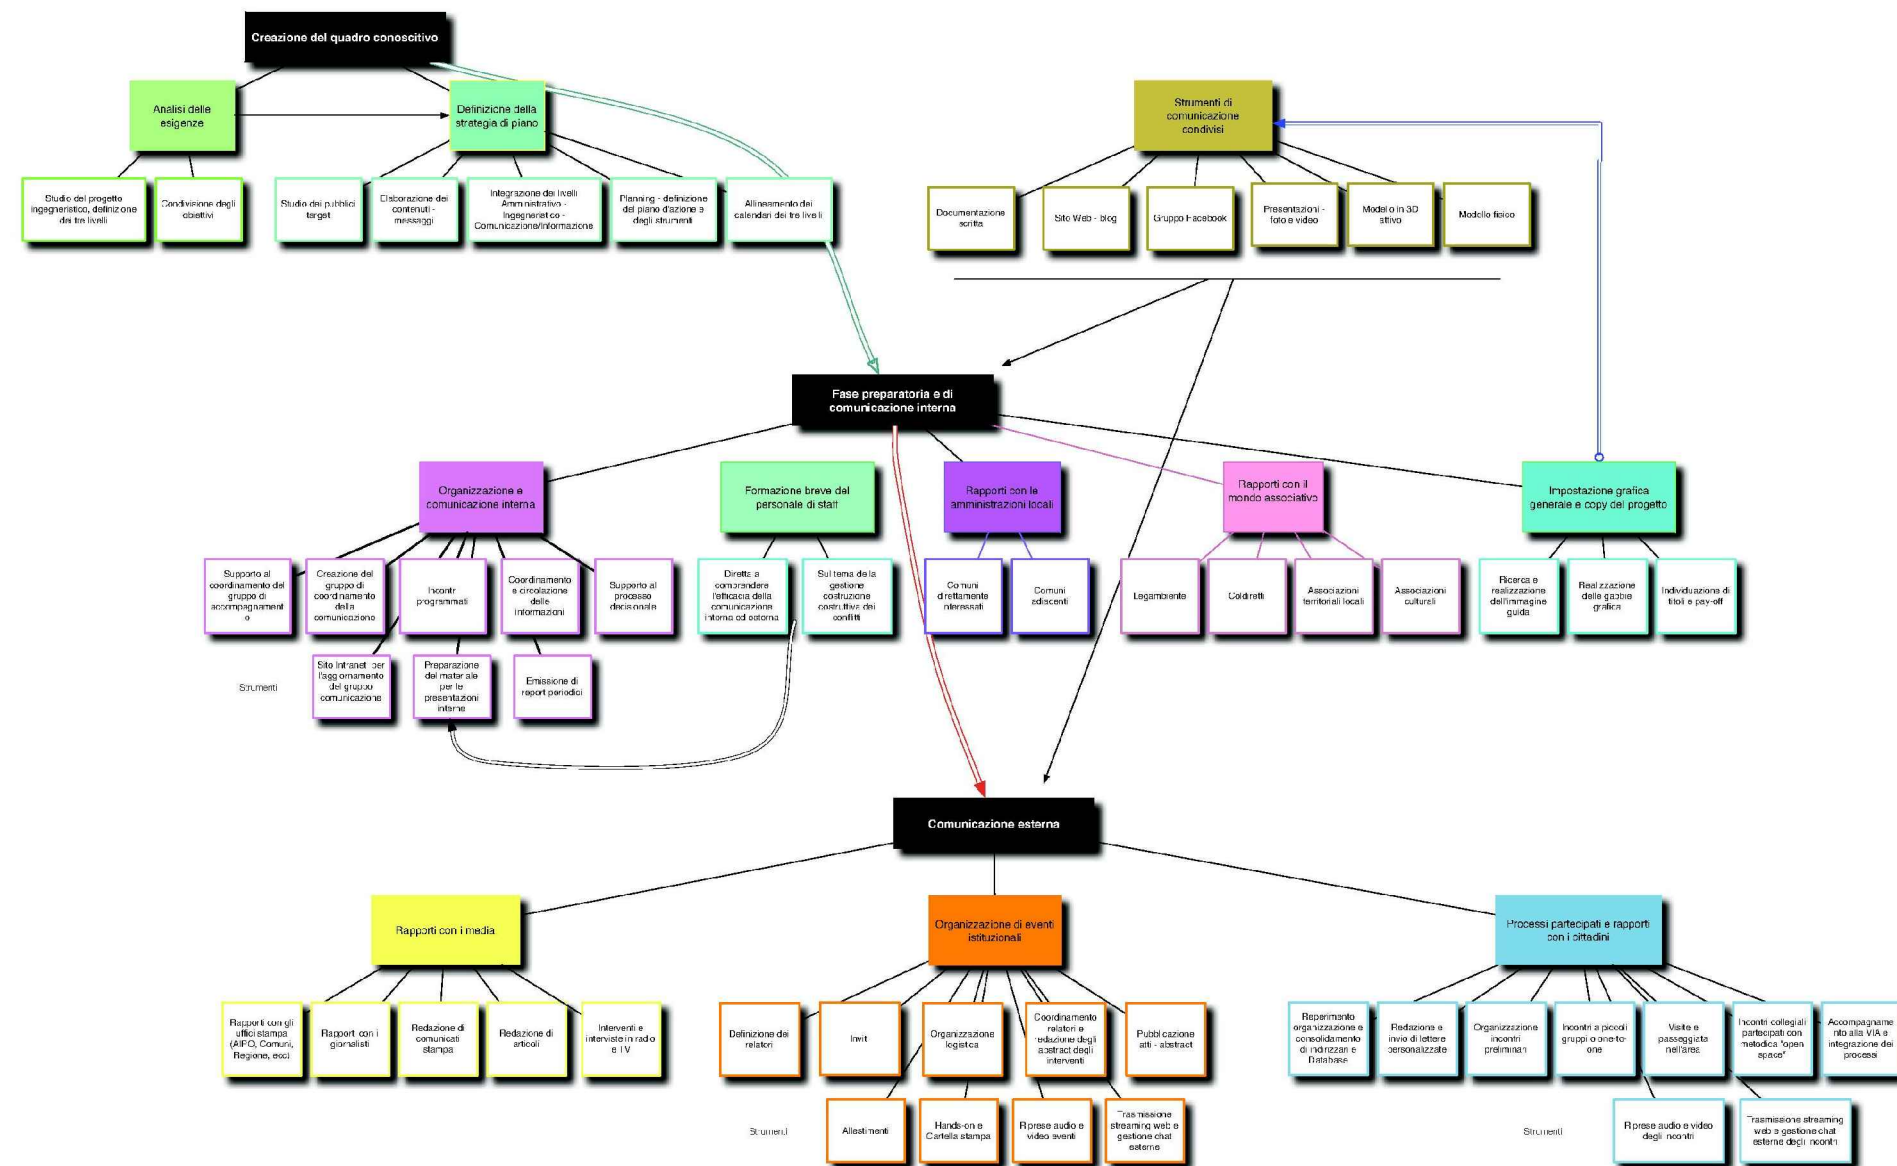 Creazione del quadro conoscitivo
Analisi delle
esigenze
Definizione della
strategia di piano
Strumenti di
comunicazione
condivisi
Studio del progetto
ingegneristico, definizione
dei tre livelli
Condivisione degli
obiettivi
Studio dei pubblici
target
Elaborazione dei
contenuti -
messaggi
Integrazione dei livelli
Amministrativo -
Ingegneristico -
Comunicazione/Informazione
Planning - definizione
del piano d'azione e
degli strumenti
Allineamento dei
calendari dei tre livelli
Documentazione
scritta
Sito Web - blog
Gruppo Facebook
Presentazioni -
foto e video
Modello in 3D
attivo
Modello fisico
Fase preparatoria e di
comunicazione interna
Organizzazione e
comunicazione interna
Formazione breve del
personale di staff
Rapporti con le
amministrazioni locali
Rapporti con il
mondo associativo
Impostazione grafica
generale e copy del progetto
Supporto al
coordinamento del
gruppo di
accompagnament
o
Creazione del
gruppo di
coordinamento
della
comunicazione
Incontri
programmati
Coordinamento
e circolazione
delle
informazioni
Supporto al
processo
decisionale
Diretta a
comprendere
l'efficacia della
comunicazione
interna ed esterna
Sul tema della
gestione
costruzione
costruttiva dei
conflitti
Comuni
direttamente
interessati
Comuni
adiacenti
Legambiente
Coldiretti
Associazioni
territoriali locali
Associazioni
culturali
Ricerca e
realizzazione
dell'immagine
guida
Realizzazione
delle gabbie
grafica
Individuazione di
titoli e pay-off
Strumenti
Sito Intranet per
l'aggiornamento
del gruppo
comunicazione
Preparazione
del materiale
per le
presentazioni
interne
Emissione di
report periodici
Comunicazione esterna
Rapporti con i media
Organizzazione di eventi
istituzionali
Processi partecipati e rapporti
con i cittadini
Rapporti con gli
uffici stampa
(AIPO, Comuni,
Regione, ecc)
Rapporti con i
giornalisti
Redazione di
comunicati
stampa
Redazione di
articoli
Interventi e
interviste in radio
e TV
Definizione dei
relatori
Inviti
Organizzazione
logistica
Coordinamento
relatori e
redazione degli
abstract degli
interventi
Pubblicazione
atti - abstract
Reperimento
organizzazione e
consolidamento
di indirizzari e
Database
Redazione e
invio di lettere
personalizzate
Organizzazione
incontri
preliminari
Incontri a piccoli
gruppi o one-to-
one
Visite e
passeggiata
nell'area
Incontri collegiali
partecipati con
metodica "open
space"
Accompagname
nto alla VIA e
integrazione dei
processi
Strumenti
Allestimenti
Hands-on e
Cartella stampa
Riprese audio e
video eventi
Trasmissione
streaming web e
gestione chat
esterne
Strumenti
Riprese audio e video
degli incontri
Trasmissione streaming
web e gestione chat
esterne degli incontri